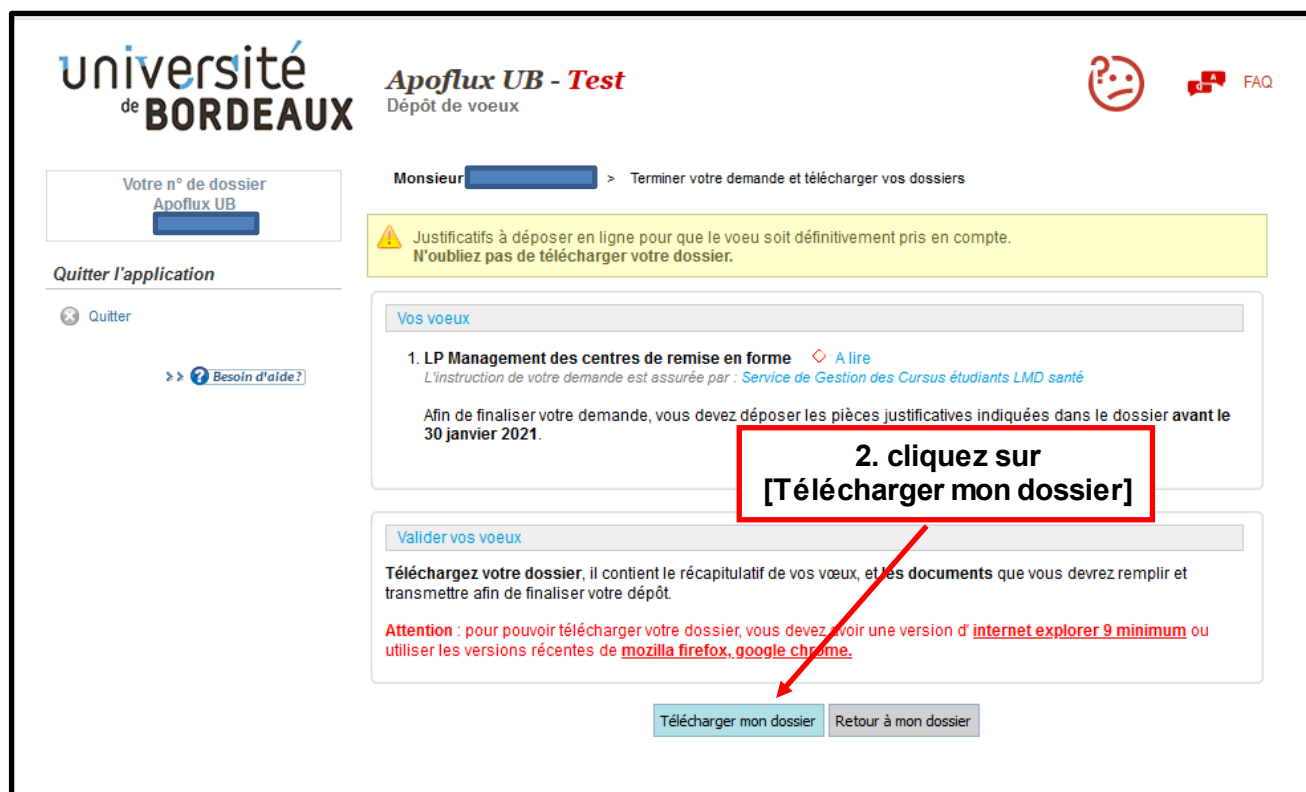 université
de BORDEAUX
Apoflux UB - Test
Dépôt de voeux
FAQ
Votre n° de dossier
Apoflux UB
Monsieur > Terminer votre demande et télécharger vos dossiers
Justificatifs à déposer en ligne pour que le voeu soit définitivement pris en compte.
N'oubliez pas de télécharger votre dossier.
Quitter l'application
Quitter
>> ? Besoin d'aide?
Vos voeux
1. LP Management des centres de remise en forme A lire
L'instruction de votre demande est assurée par : Service de Gestion des Cursus étudiants LMD santé
Afin de finaliser votre demande, vous devez déposer les pièces justificatives indiquées dans le dossier avant le
30 janvier 2021.
2. cliquez sur
[Télécharger mon dossier]
Valider vos voeux
Téléchargez votre dossier, il contient le récapitulatif de vos vœux, et les documents que vous devrez remplir et
transmettre afin de finaliser votre dépôt.
Attention : pour pouvoir télécharger votre dossier, vous devez avoir une version d' internet explorer 9 minimum ou
utiliser les versions récentes de mozilla firefox, google chrome.
Télécharger mon dossier Retour à mon dossier